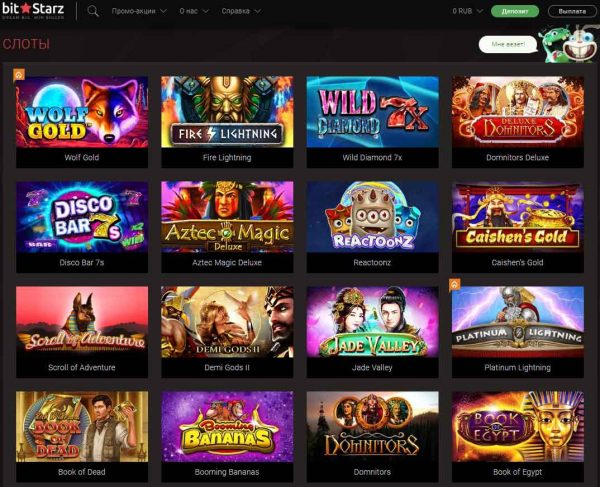 bit★Starz
DREAM BIG. WIN BIGGER
Промо-акции
О нас
Справка
0 RUB
Депозит
Выплата
СЛОТЫ
Мне везет!
WOLF
GOLD
FIRE LIGHTNING
WILD
DIAMOND 7X
DELUXE
DOMNITORS
Wolf Gold
Fire Lightning
Wild Diamond 7x
Domnitors Deluxe
DISCO
BAR 7s
BAR
WIN
Aztec Magic
Deluxe
REACTOONZ
Caishen's Gold
Disco Bar 7s
Aztec Magic Deluxe
Reactoonz
Caishen's Gold
Scroll of Adventure
DEMI GODS II
JADE VALLEY
PLATINUM LIGHTNING
Scroll of Adventure
Demi Gods II
Jade Valley
Platinum Lightning
BOOK
OF
DEAD
Booming
BANANAS
DOMNITORS
BOOK
OF
EGYPT
Book of Dead
Booming Bananas
Domnitors
Book of Egypt